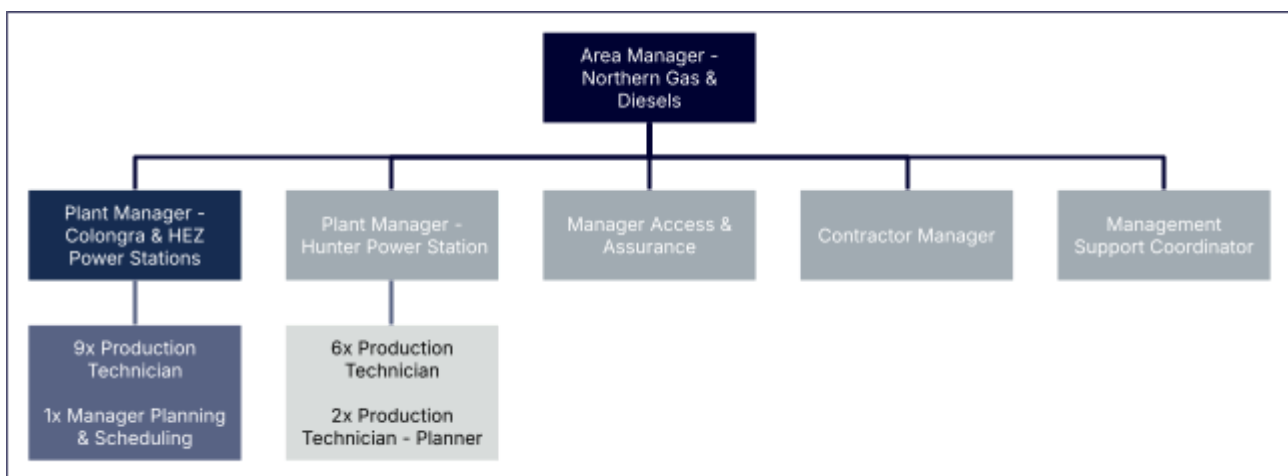 Area Manager -
Northern Gas &
Diesels
Plant Manager -
Colongra & HEZ
Power Stations
Plant Manager -
Hunter Power Station
Manager Access &
Assurance
Contractor Manager
Management
Support Coordinator
9x Production
Technician
1x Manager Planning
& Scheduling
6x Production
Technician
2x Production
Technician - Planner